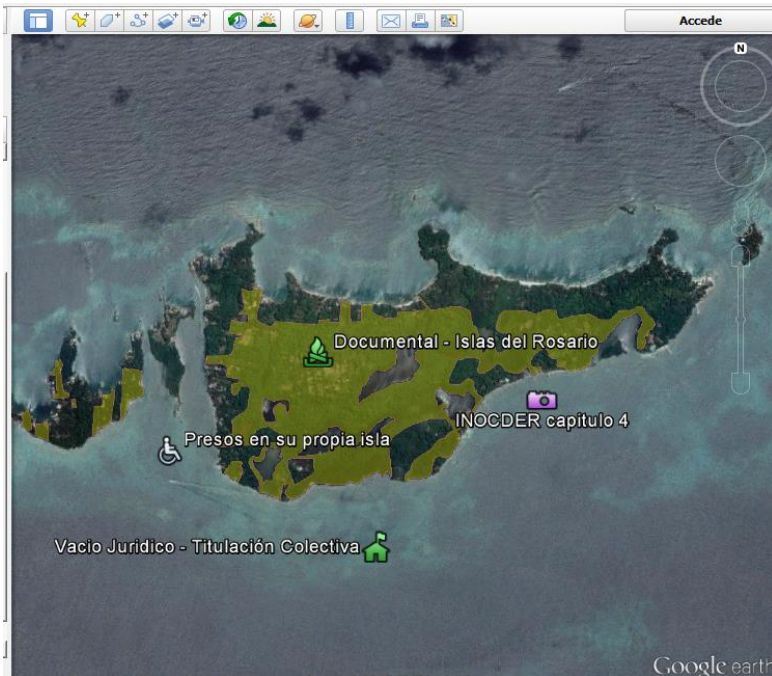 Accede
N
Documental - Islas del Rosario
INOCDER capitulo 4
Presos en su propia isla
Vacio Juridico - Titulación Colectiva
Google earth